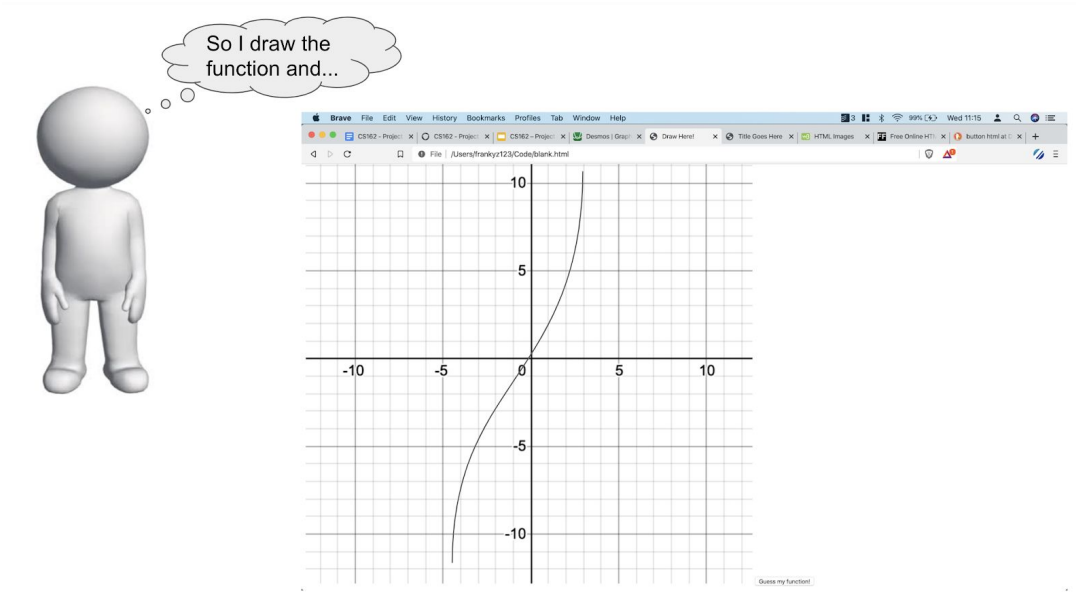 So I draw the
function and...
Brave File Edit View History Bookmarks Profiles Tab Window Help
3 99% Wed 11:15
CS162 - Project CS162 - Project CS162 – Project Desmos | Graph Draw Here! Title Goes Here HTML Images Free Online HTM button html at D
File /Users/frankyz123/Code/blank.html
10
5
-10 -5 0 5 10
-5
-10
Guess my function!